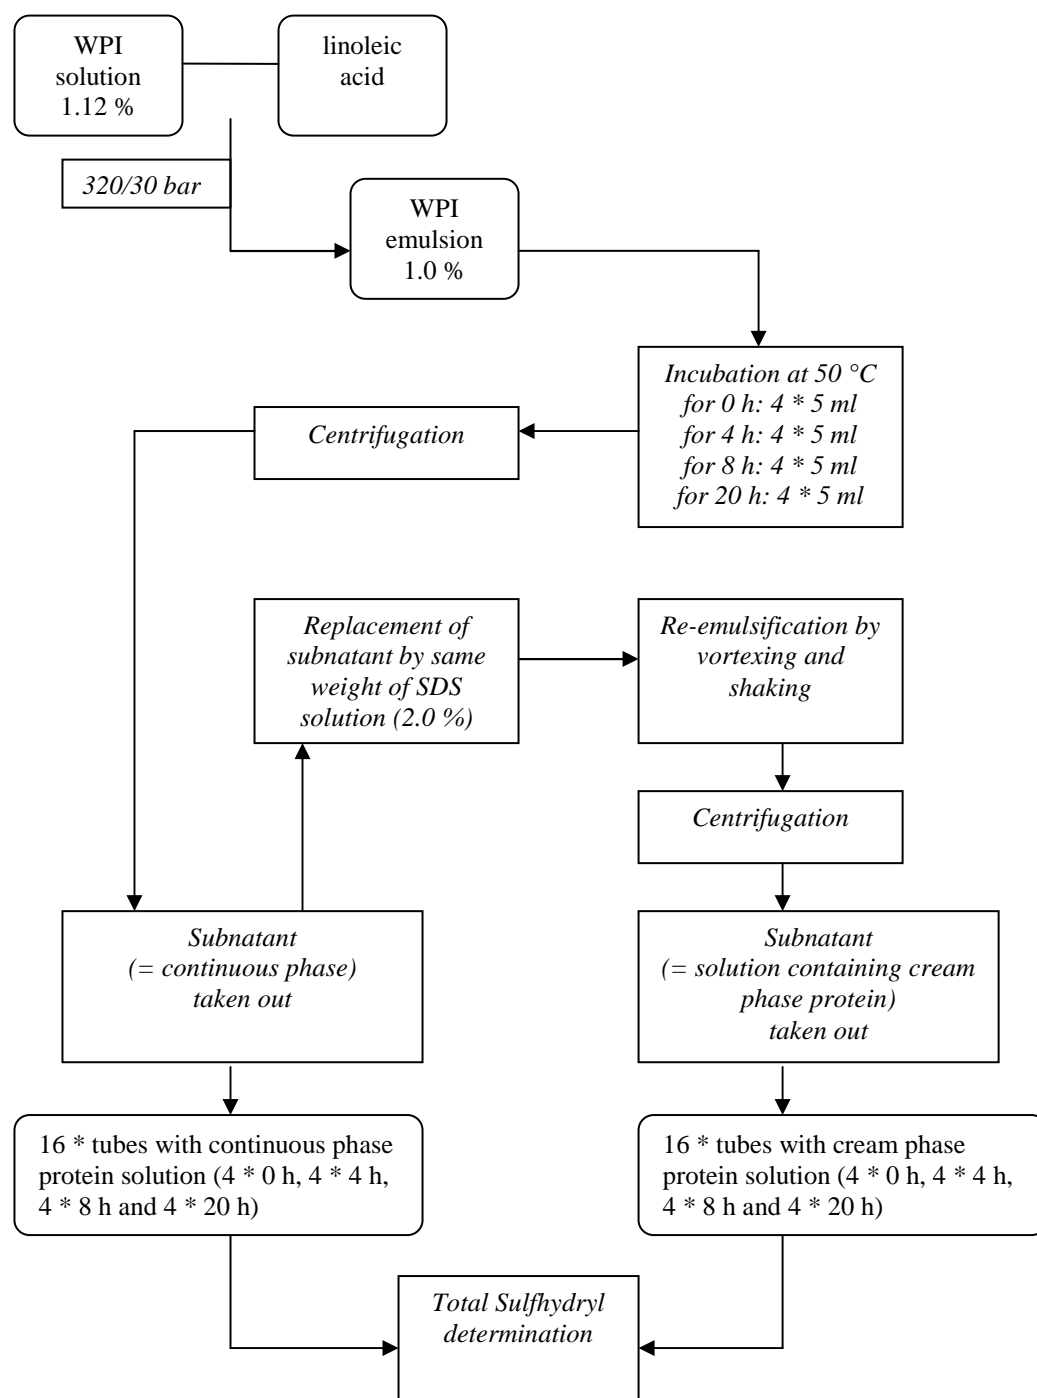 WPI
solution
1.12 %
linoleic
acid
320/30 bar
WPI
emulsion
1.0 %
Incubation at 50 °C
for 0 h: 4 * 5 ml
for 4 h: 4 * 5 ml
for 8 h: 4 * 5 ml
for 20 h: 4 * 5 ml
Centrifugation
Replacement of
subnatant by same
weight of SDS
solution (2.0 %)
Re-emulsification by
vortexing and
shaking
Centrifugation
Subnatant
(= continuous phase)
taken out
Subnatant
(= solution containing cream
phase protein)
taken out
16 * tubes with continuous phase
protein solution (4 * 0 h, 4 * 4 h,
4 * 8 h and 4 * 20 h)
16 * tubes with cream phase
protein solution (4 * 0 h, 4 * 4 h,
4 * 8 h and 4 * 20 h)
Total Sulfhydryl
determination